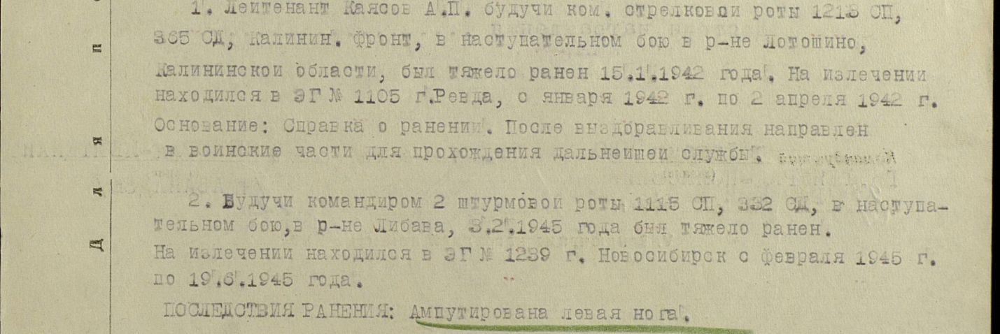 1. Лейтенант Каясов А.П. будучи ком. стрелковой роты 1213 СП,
365 СД, Калинин. фронт, в наступательном бою в р-не Лотошино,
Калининской области, был тяжело ранен 15.1.1942 года. На излечении
находился в ЭГ № 1105 г.Ревда, с января 1942 г. по 2 апреля 1942 г.
Основание: Справка о ранении. После выздоравливания направлен
в воинские части для прохождения дальнейшей службы.
2. Будучи командиром 2 штурмовой роты 1115 СП, 332 СД, в наступа-
тельном бою,в р-не Либава, 3.2.1945 года был тяжело ранен.
На излечении находился в ЭГ № 1239 г. Новосибирск с февраля 1945 г.
по 19.6.1945 года.
ПОСЛЕДСТВИЯ РАНЕНИЯ: Ампутирована левая нога.
Для п